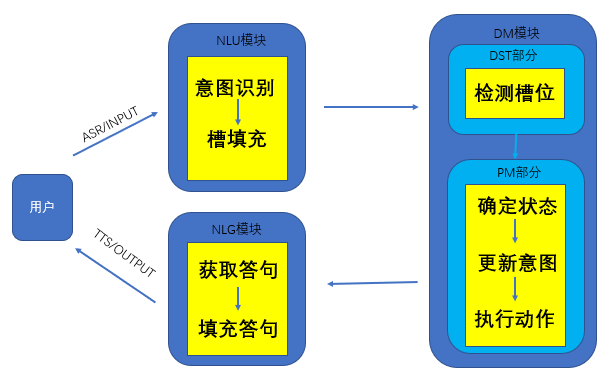 用户
ASR/INPUT
NLU模块
意图识别
槽填充
DM模块
DST部分
检测槽位
PM部分
确定状态
更新意图
执行动作
NLG模块
获取答句
填充答句
TTS/OUTPUT